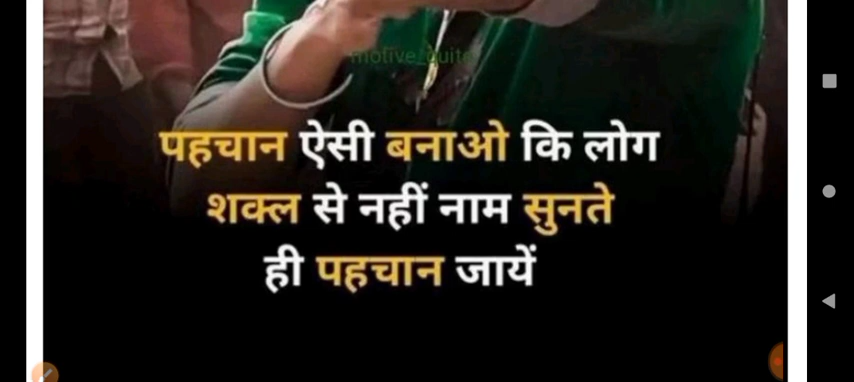 पहचान ऐसी बनाओ कि लोग
शक्ल से नहीं नाम सुनते
ही पहचान जायें